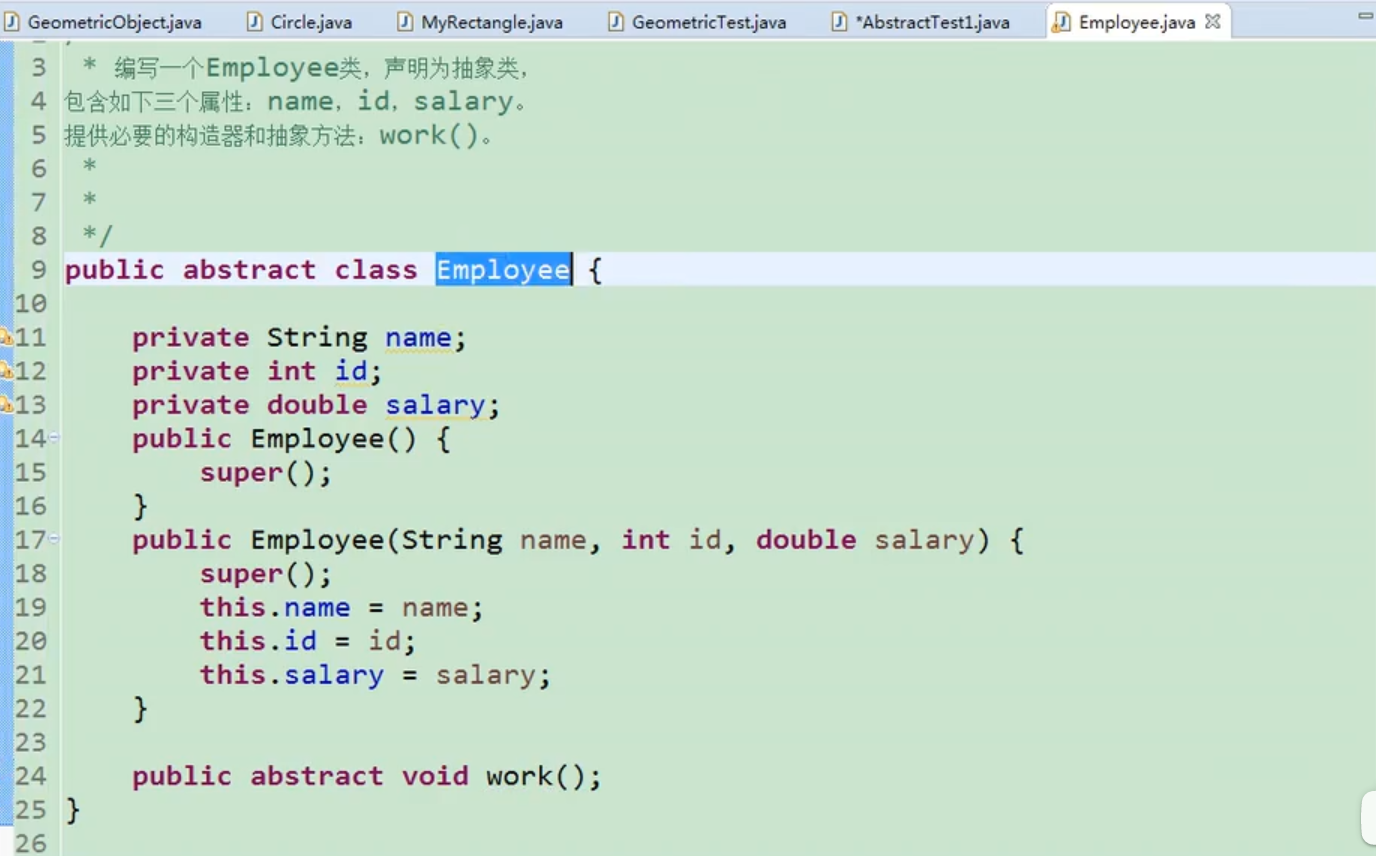 GeometricObject.java Circle.java MyRectangle.java GeometricTest.java *AbstractTest1.java Employee.java
3 * 编写一个Employee类，声明为抽象类，
4 包含如下三个属性：name，id，salary。
5 提供必要的构造器和抽象方法：work()。
6 *
7 *
8 */
9 public abstract class Employee {
10
11 private String name;
12 private int id;
13 private double salary;
14 public Employee() {
15 super();
16 }
17 public Employee(String name, int id, double salary) {
18 super();
19 this.name = name;
20 this.id = id;
21 this.salary = salary;
22 }
23
24 public abstract void work();
25 }
26